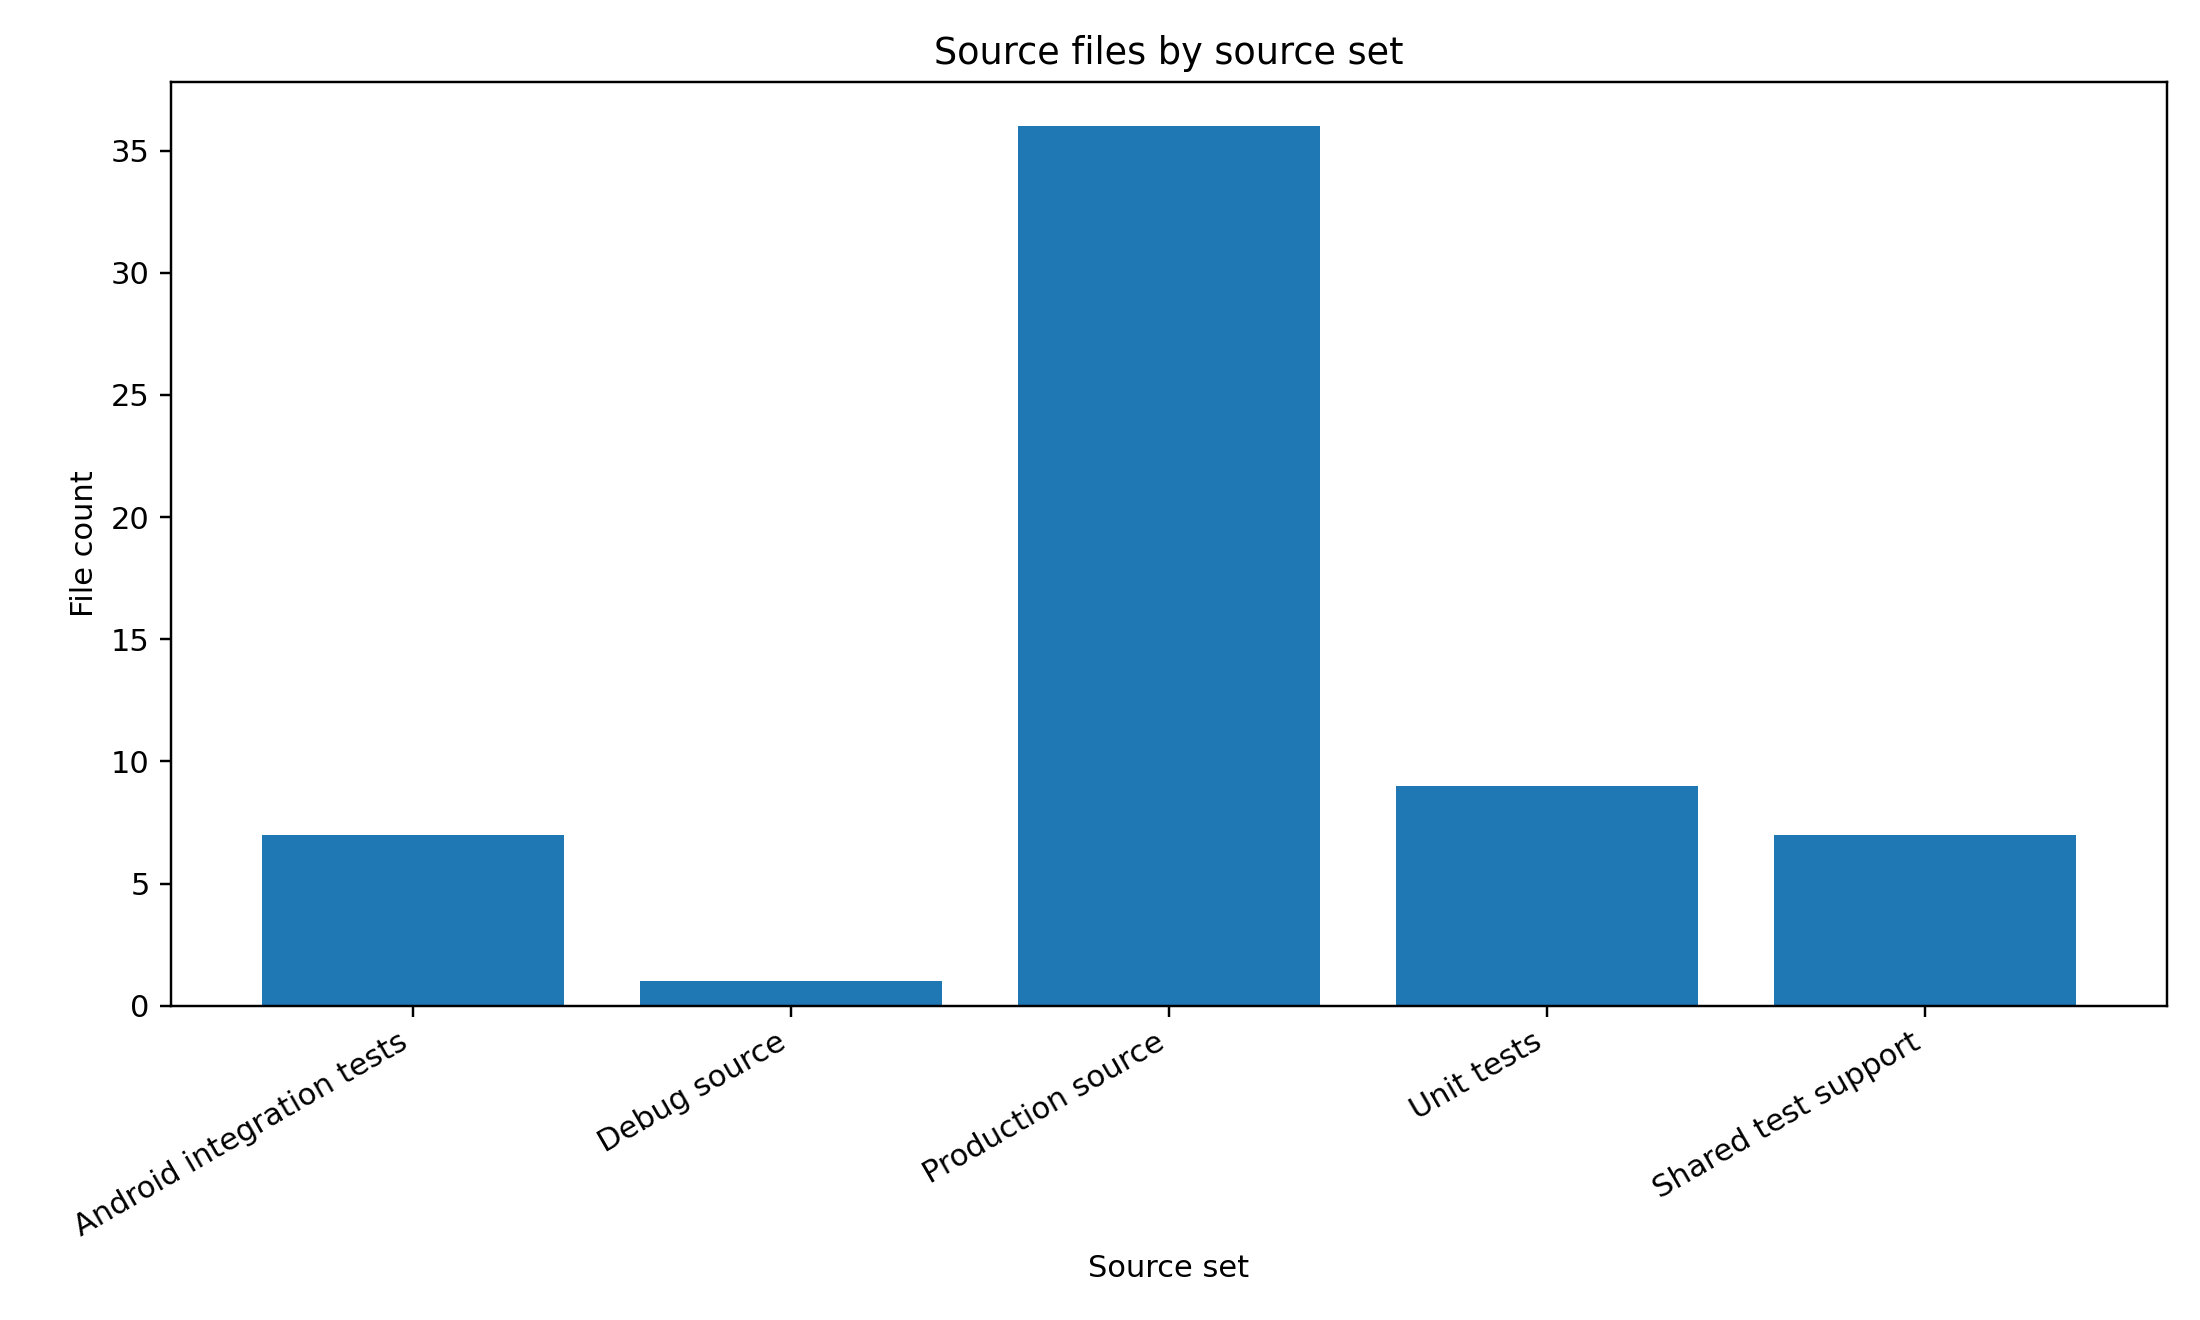 Source files by source set
File count
35
30
25
20
15
10
5
0
Android integration tests
Debug source
Production source
Unit tests
Shared test support
Source set